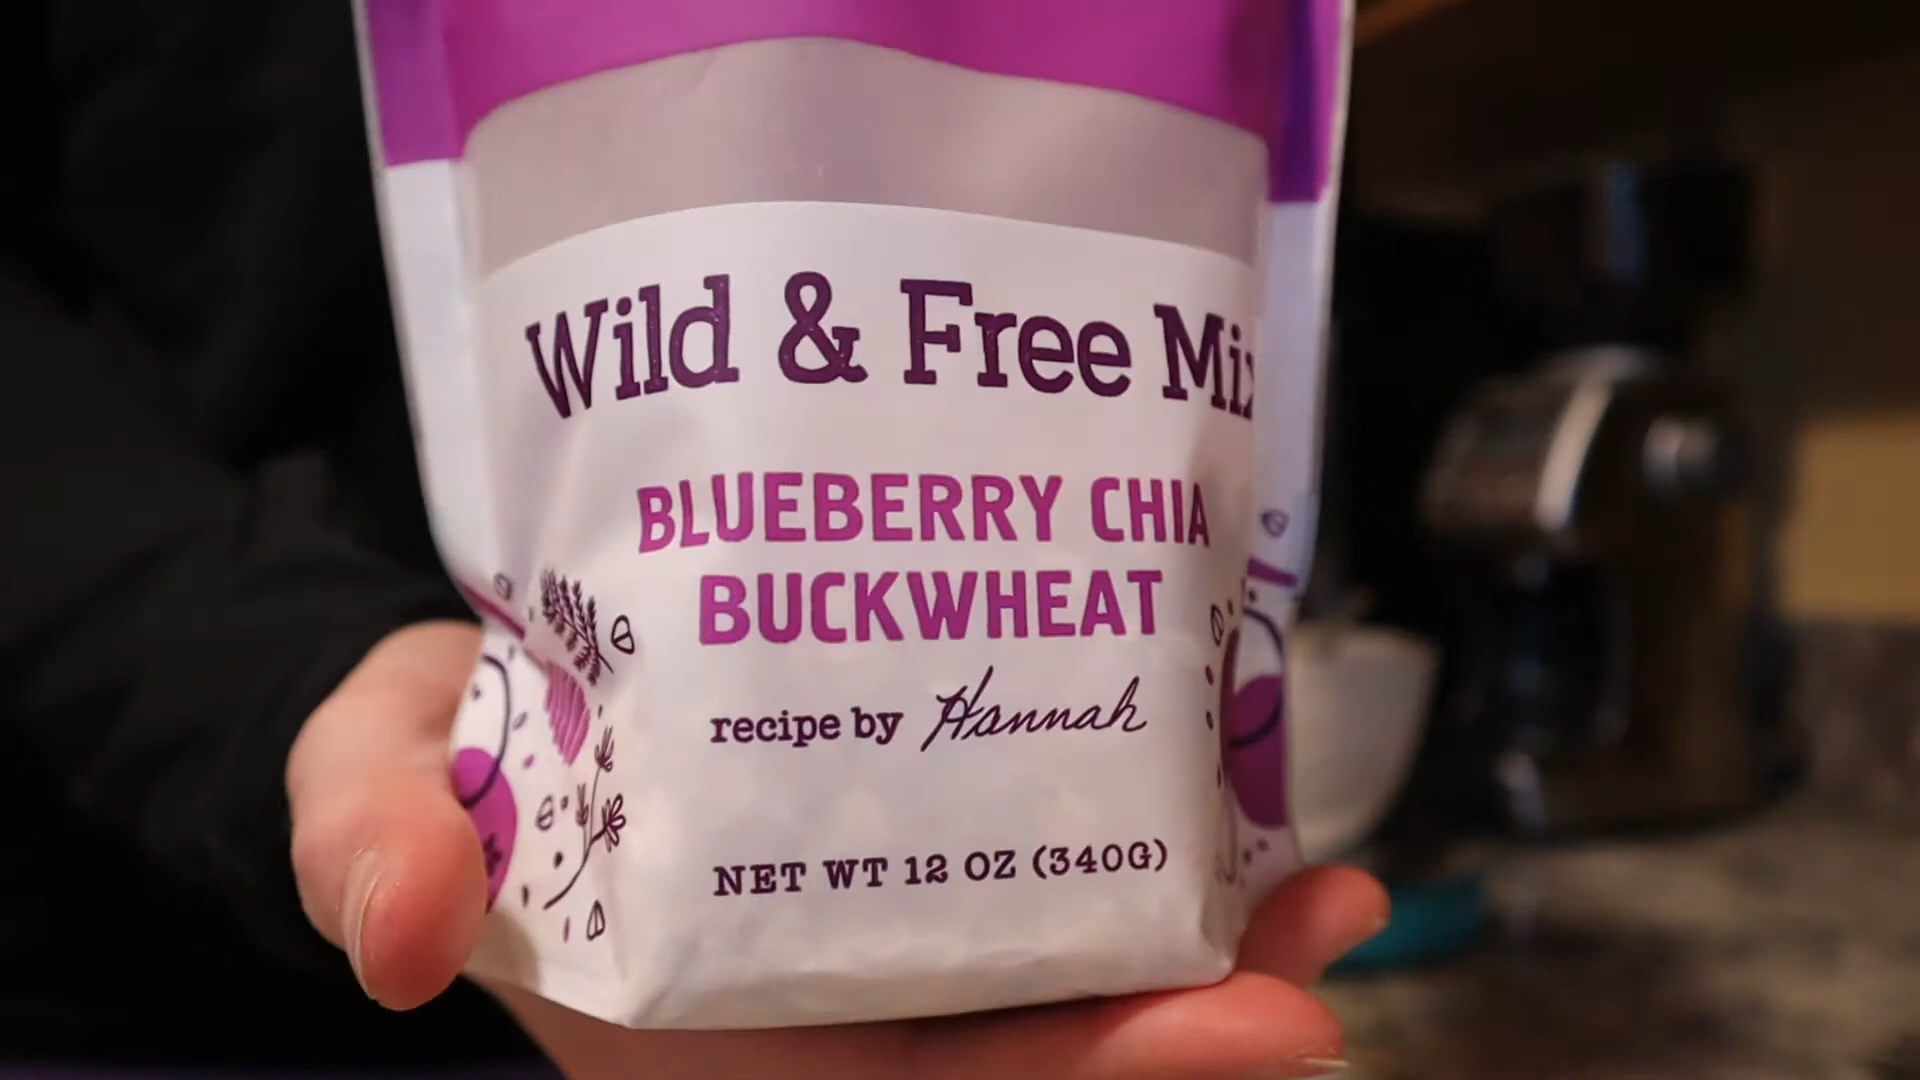 Wild & Free Mix
BLUEBERRY CHIA
BUCKWHEAT
recipe by Hannah
NET WT 12 OZ (340G)